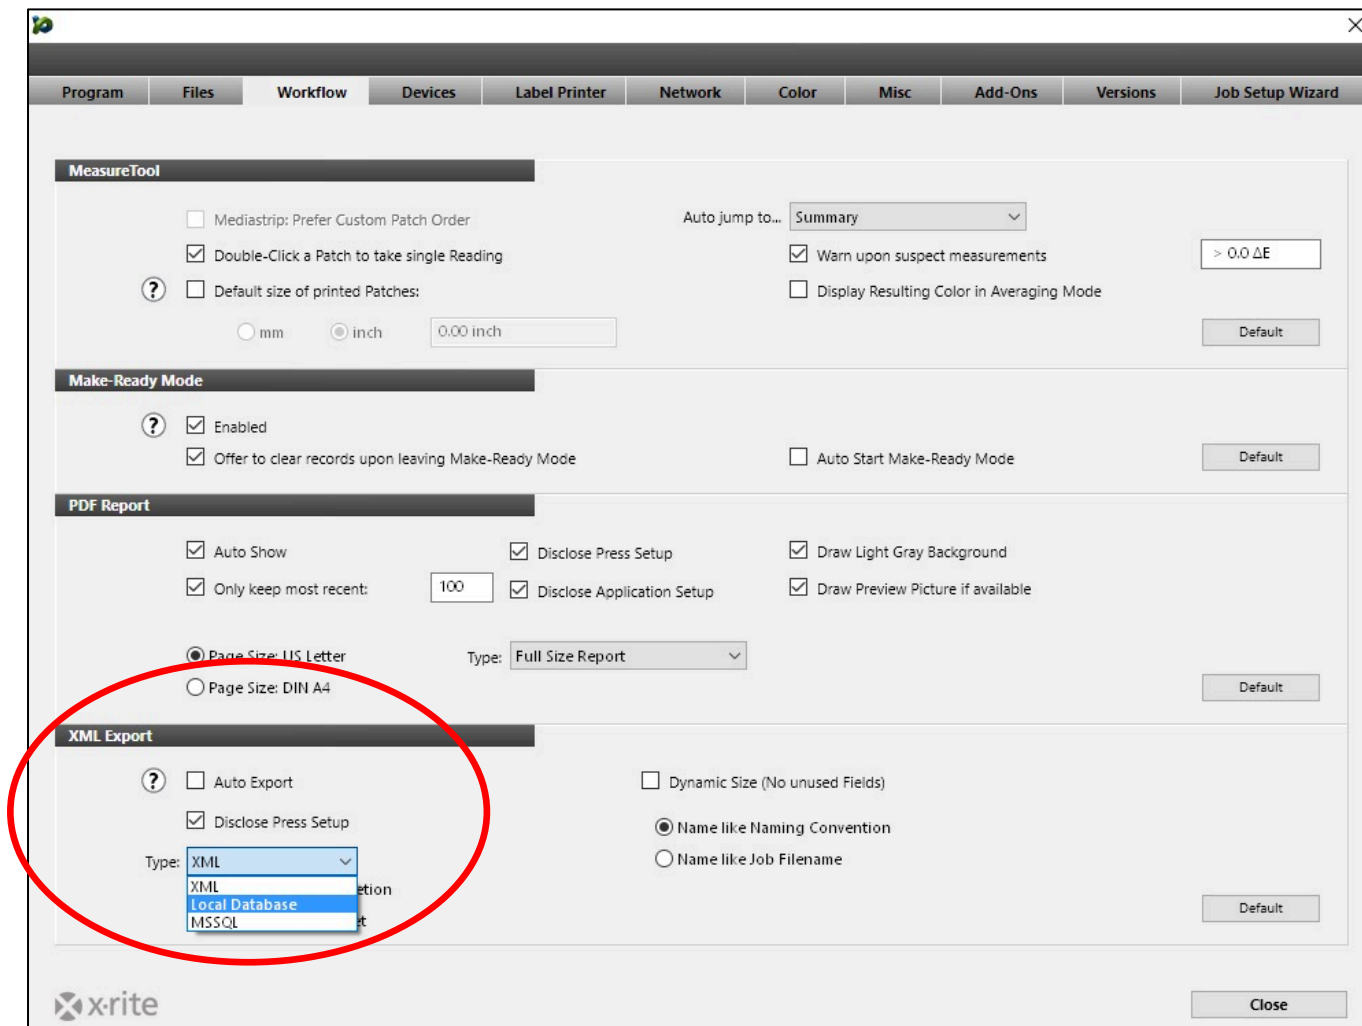 Program Files Workflow Devices Label Printer Network Color Misc Add-Ons Versions Job Setup Wizard
MeasureTool
Mediastrip: Prefer Custom Patch Order Auto jump to... Summary
Double-Click a Patch to take single Reading Warn upon suspect measurements > 0.0 ΔE
? Default size of printed Patches: Display Resulting Color in Averaging Mode
mm inch 0.00 inch Default
Make-Ready Mode
? Enabled
Offer to clear records upon leaving Make-Ready Mode Auto Start Make-Ready Mode Default
PDF Report
Auto Show Disclose Press Setup Draw Light Gray Background
Only keep most recent: 100 Disclose Application Setup Draw Preview Picture if available
Page Size: US Letter Type: Full Size Report
Page Size: DIN A4 Default
XML Export
? Auto Export Dynamic Size (No unused Fields)
Disclose Press Setup Name like Naming Convention
Type: XML Name like Job Filename
XML
Local Database Default
MSSQL
x·rite Close